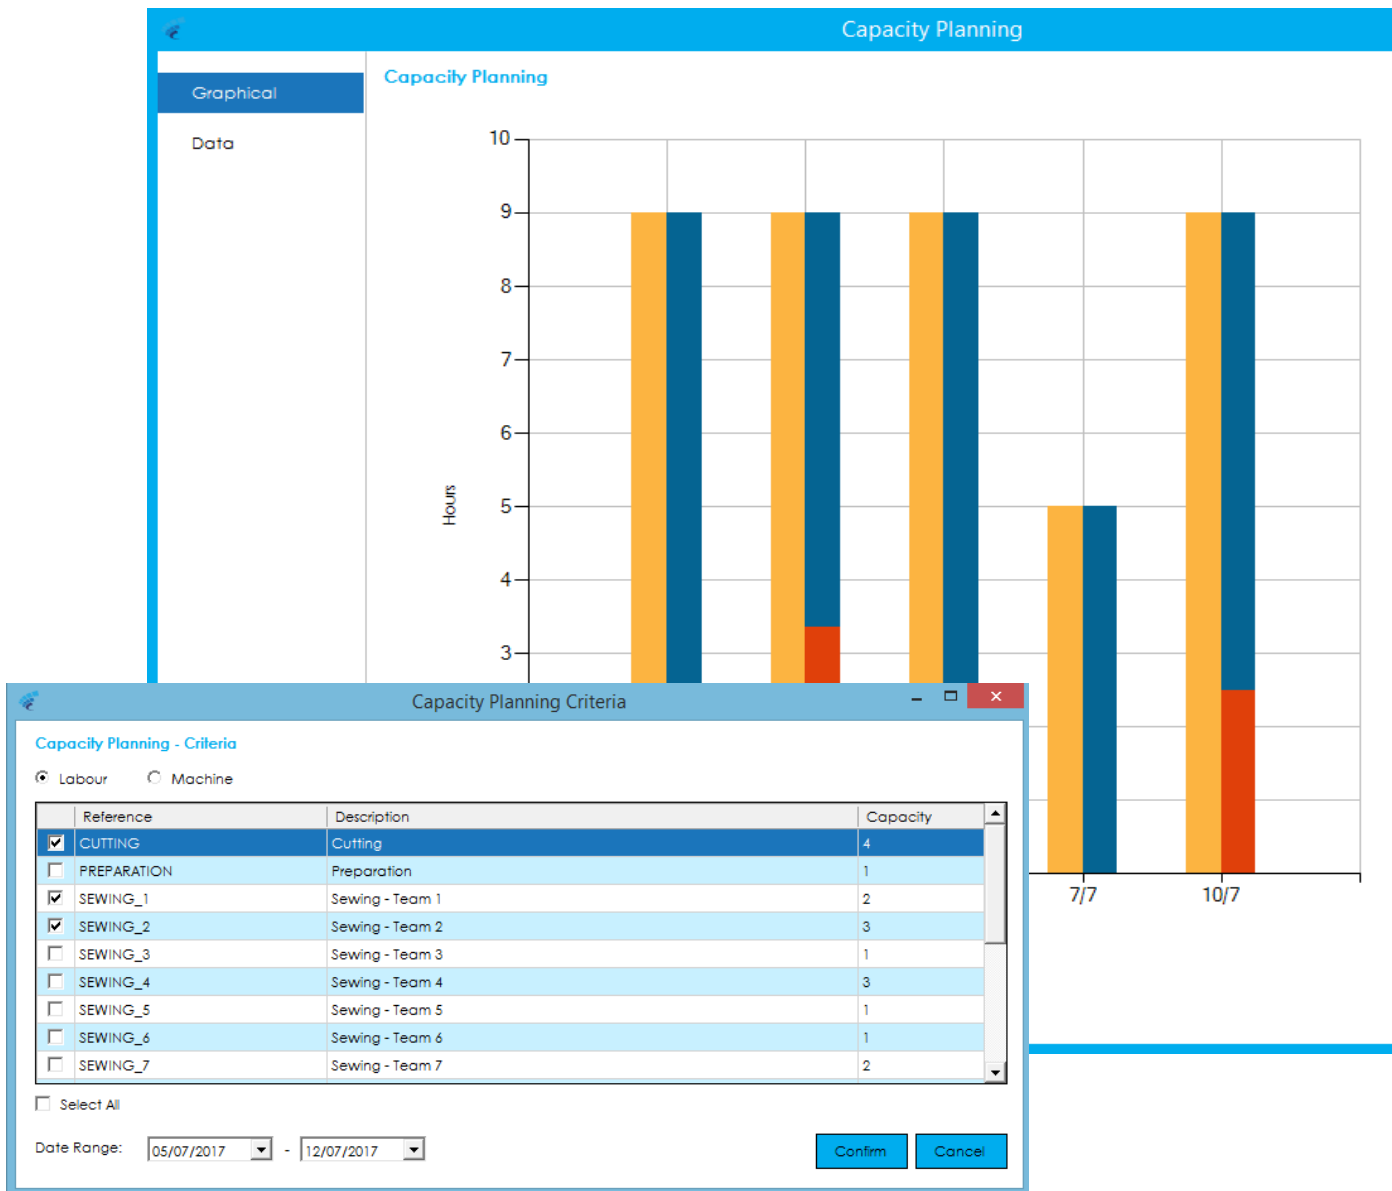 Capacity Planning
Graphical
Data
Capacity Planning
10
9
8
7
6
5
4
3
Hours
7/7
10/7
Capacity Planning Criteria
Capacity Planning - Criteria
Labour Machine
Reference Description Capacity
CUTTING Cutting 4
PREPARATION Preparation 1
SEWING_1 Sewing - Team 1 2
SEWING_2 Sewing - Team 2 3
SEWING_3 Sewing - Team 3 1
SEWING_4 Sewing - Team 4 3
SEWING_5 Sewing - Team 5 1
SEWING_6 Sewing - Team 6 1
SEWING_7 Sewing - Team 7 2
Select All
Date Range: 05/07/2017 - 12/07/2017
Confirm Cancel